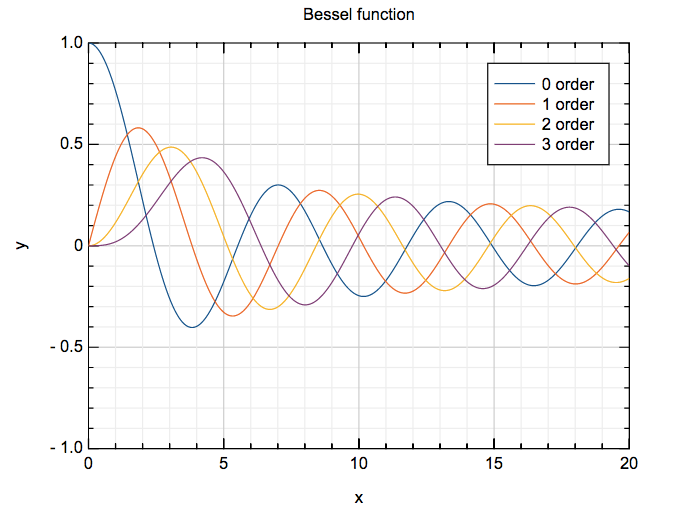 Bessel function
1.0
0 order
1 order
2 order
3 order
0.5
y
0
- 0.5
- 1.0
0 5 10 15 20
x